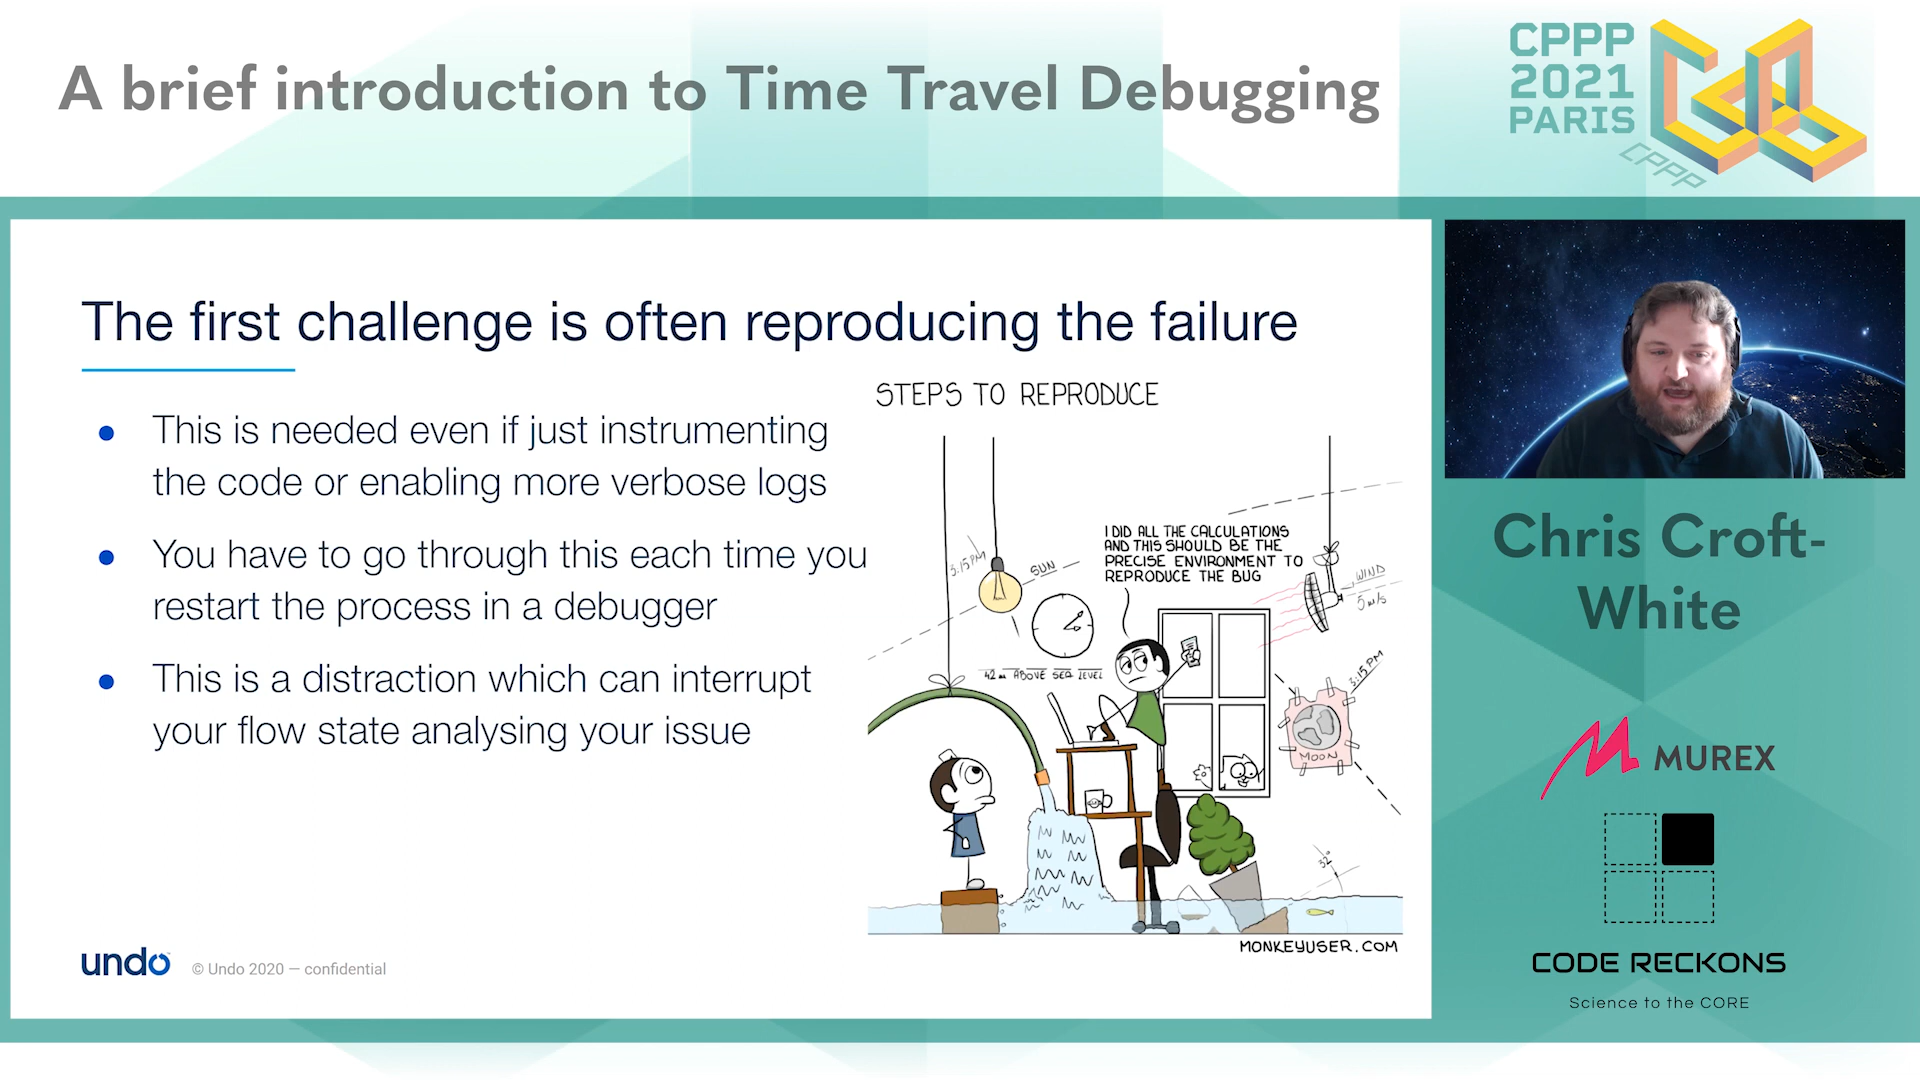 A brief introduction to Time Travel Debugging
CPPP
2021
PARIS
CPPP
The first challenge is often reproducing the failure
This is needed even if just instrumenting
the code or enabling more verbose logs
You have to go through this each time you
restart the process in a debugger
This is a distraction which can interrupt
your flow state analysing your issue
STEPS TO REPRODUCE
I DID ALL THE CALCULATIONS
AND THIS SHOULD BE THE
PRECISE ENVIRONMENT TO
REPRODUCE THE BUG
3:15PM
SUN
WIND
5 m/s
42m ABOVE SEA LEVEL
3:15 PM
MOON
32°
MONKEYUSER.COM
undo
© Undo 2020 — confidential
Chris Croft-
White
MUREX
CODE RECKONS
Science to the CORE